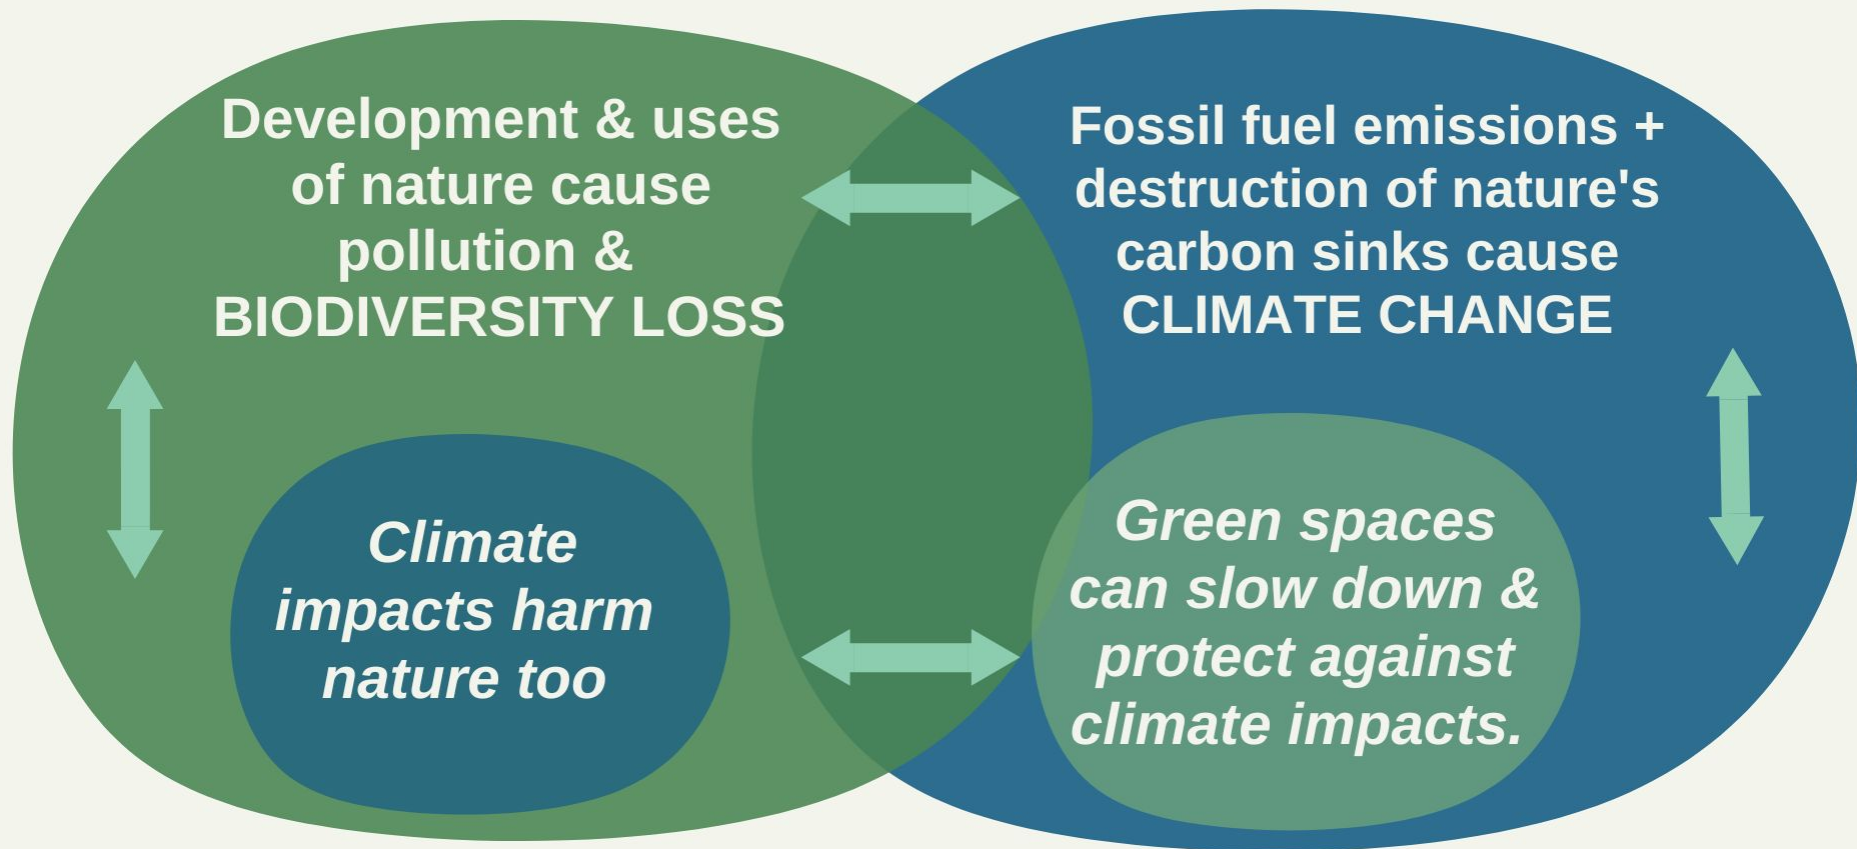 Development & uses
of nature cause
pollution &
BIODIVERSITY LOSS
Fossil fuel emissions +
destruction of nature's
carbon sinks cause
CLIMATE CHANGE
Climate
impacts harm
nature too
Green spaces
can slow down &
protect against
climate impacts.